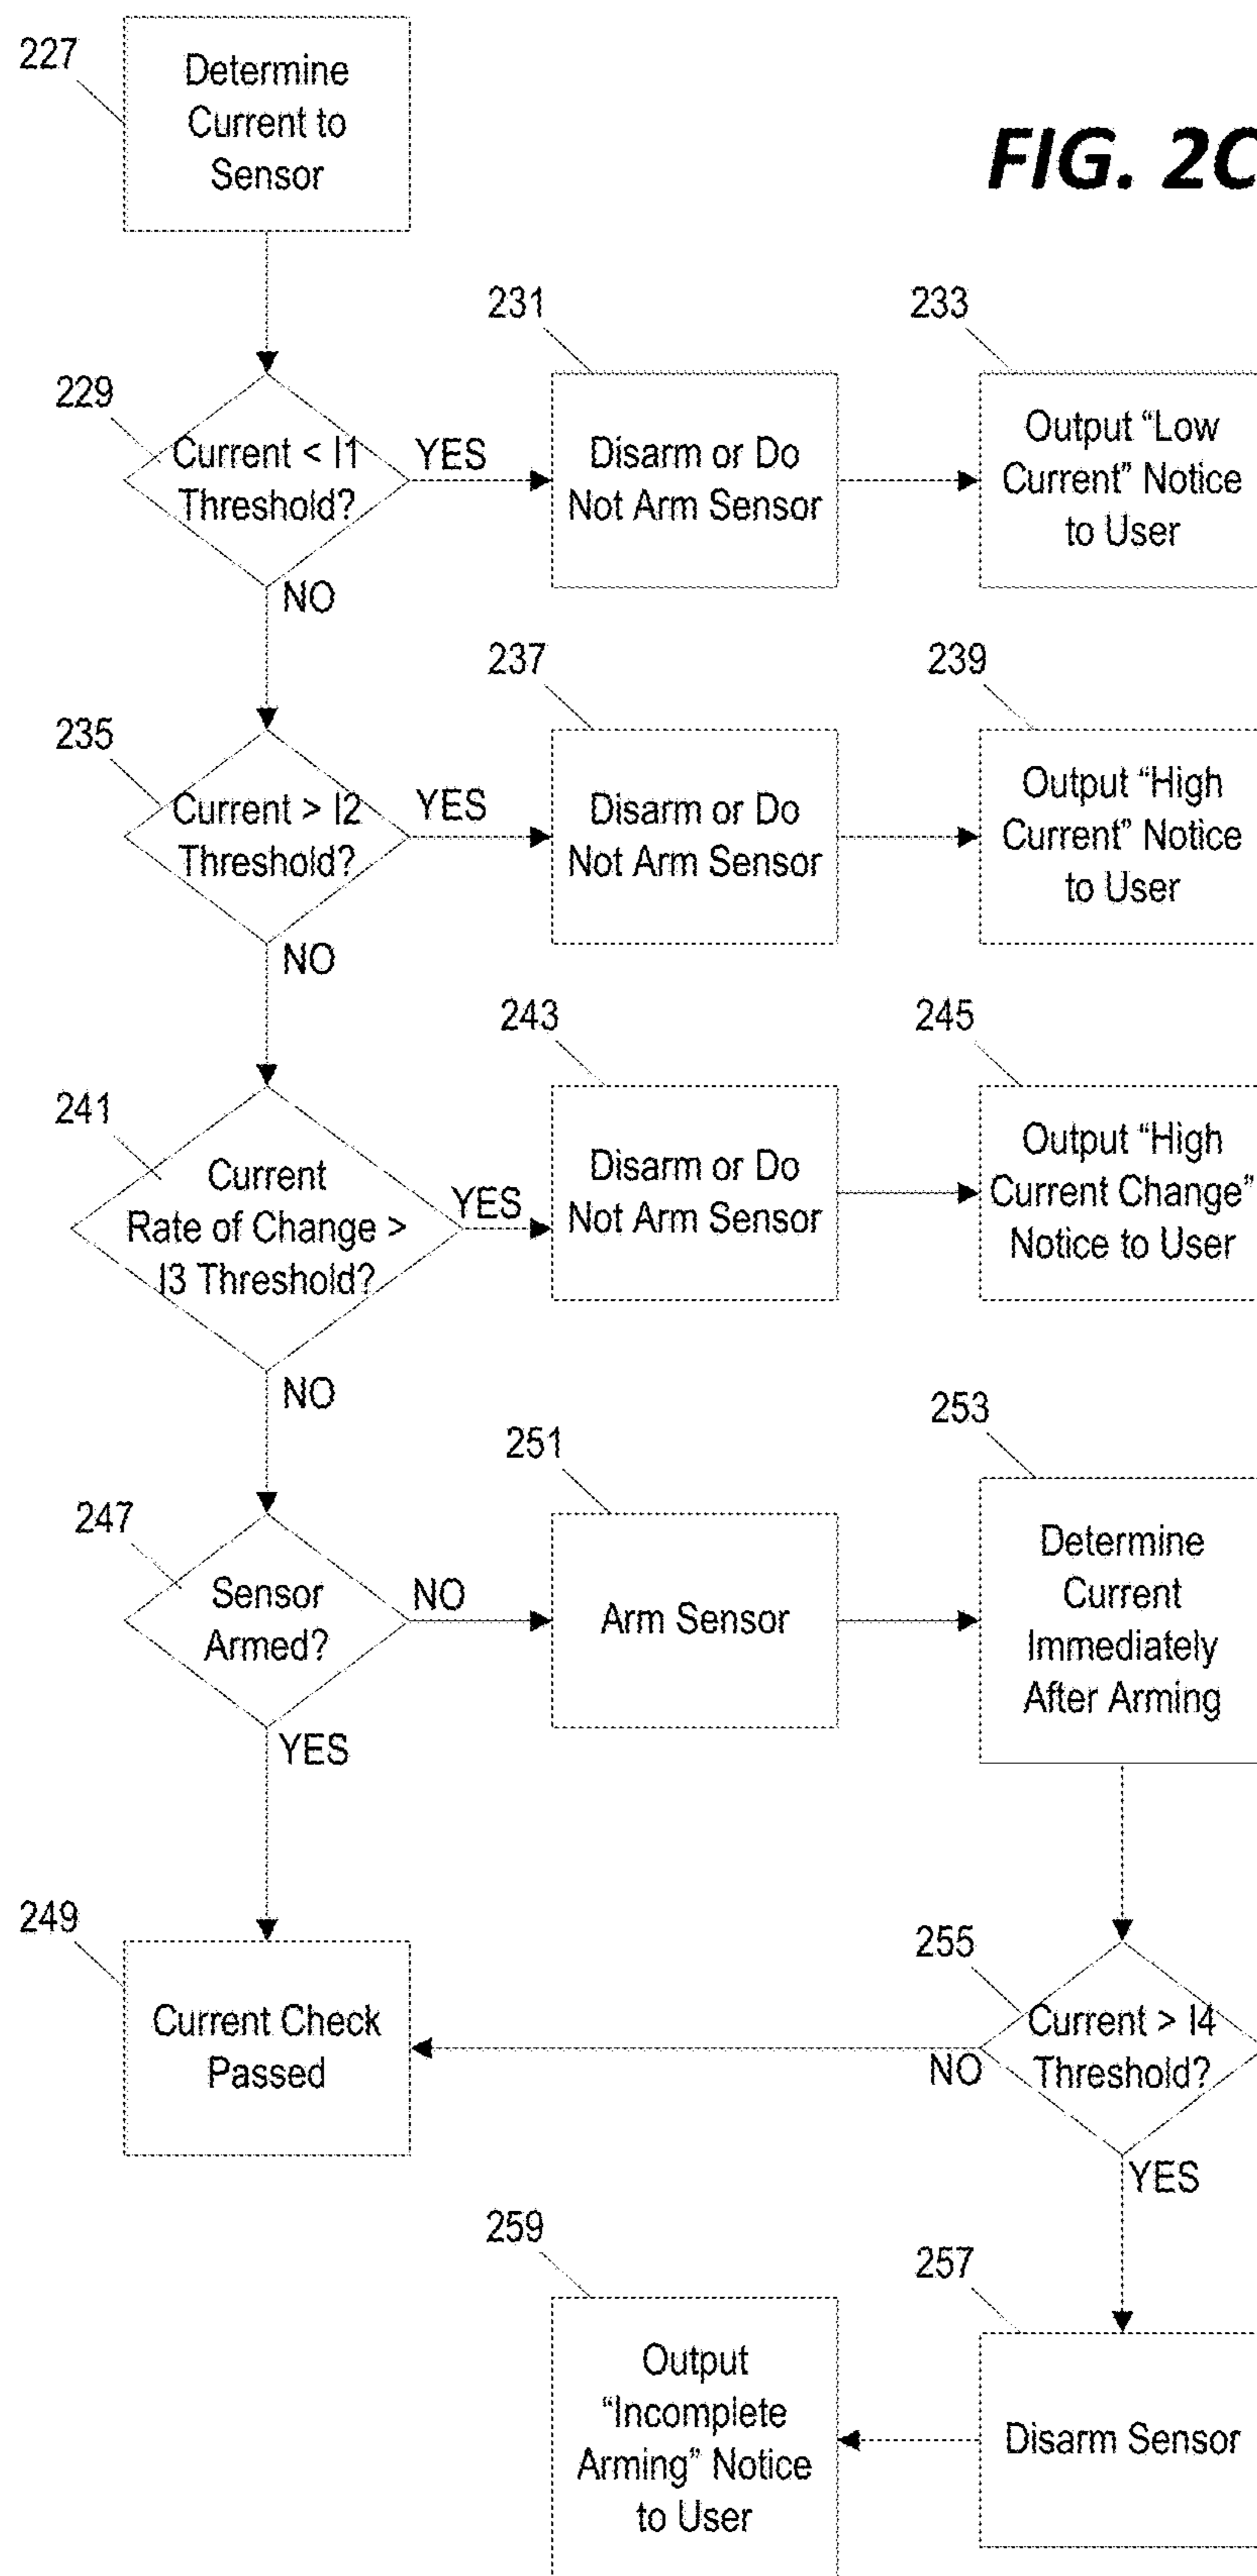 227
Determine
Current to
Sensor
FIG. 2C
229
Current < I1
Threshold?
YES
NO
231
Disarm or Do
Not Arm Sensor
233
Output “Low
Current” Notice
to User
235
Current > I2
Threshold?
YES
NO
237
Disarm or Do
Not Arm Sensor
239
Output “High
Current” Notice
to User
241
Current
Rate of Change >
I3 Threshold?
YES
NO
243
Disarm or Do
Not Arm Sensor
245
Output “High
Current Change”
Notice to User
247
Sensor
Armed?
NO
YES
251
Arm Sensor
253
Determine
Current
Immediately
After Arming
249
Current Check
Passed
255
Current > I4
Threshold?
NO
YES
257
Disarm Sensor
259
Output
“Incomplete
Arming” Notice
to User